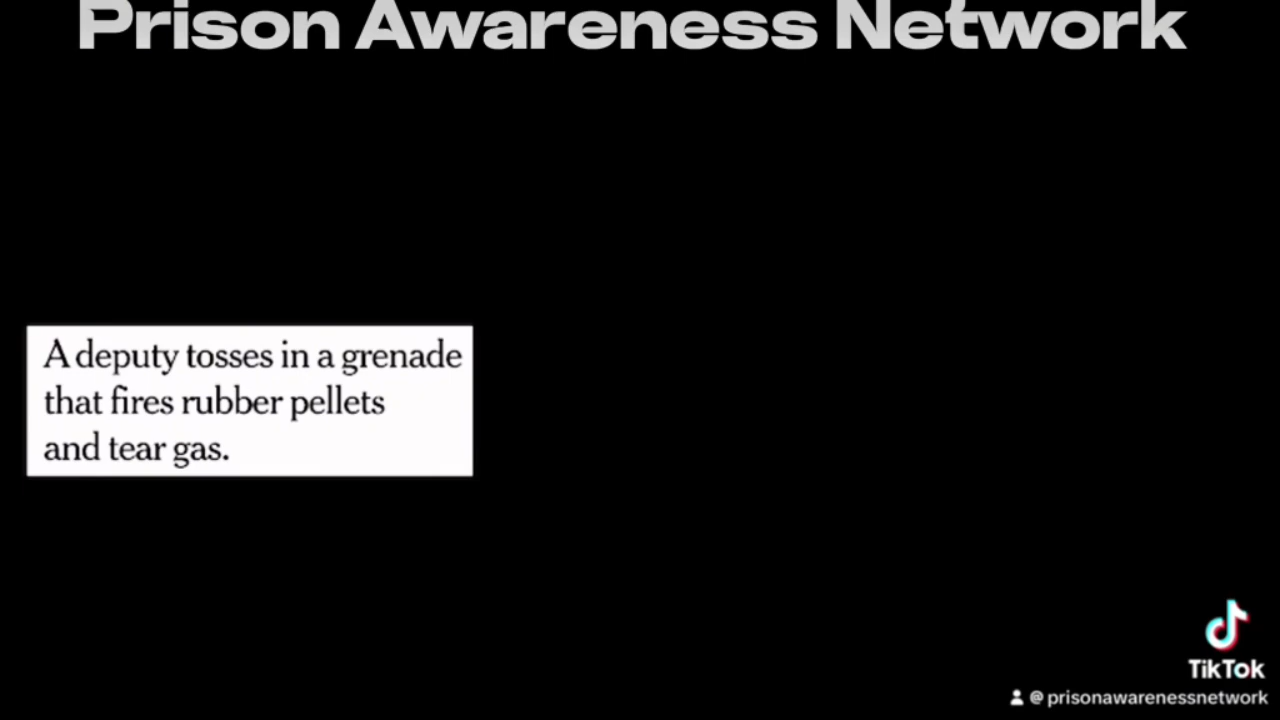 Prison Awareness Network
A deputy tosses in a grenade
that fires rubber pellets
and tear gas.
TikTok
@prisonawarenessnetwork